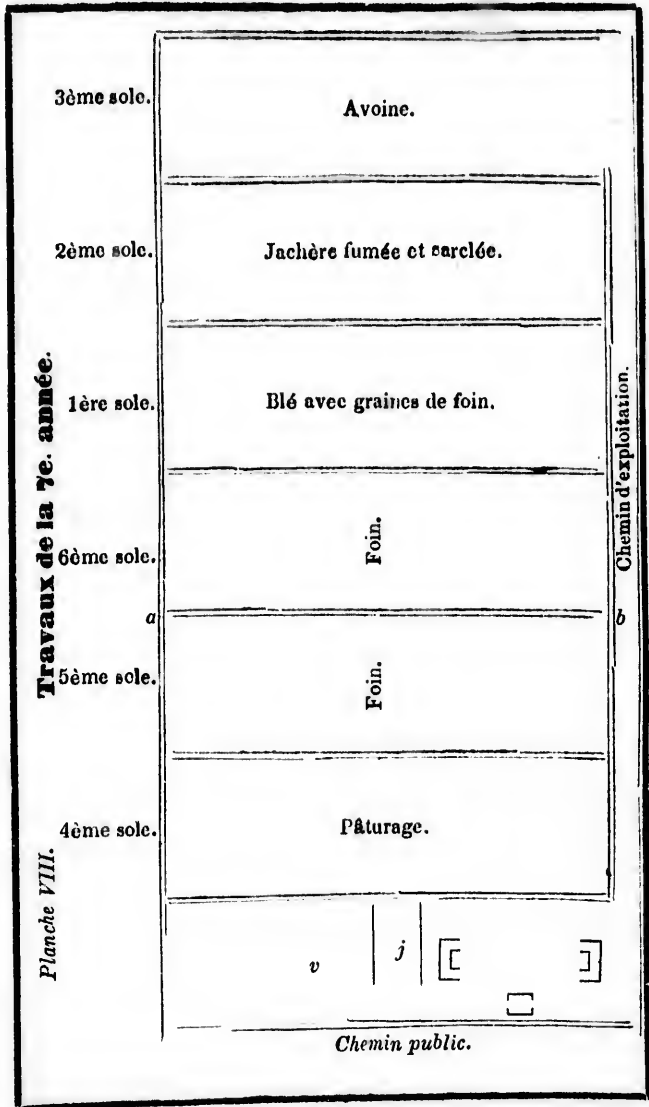 3ème sole.
Avoine.
2ème sole.
Jachère fumée et sarclée.
1ère sole.
Blé avec graines de foin.
6ème sole.
Foin.
a
b
5ème sole.
Foin.
4ème sole.
Pâturage.
v
j
Chemin public.
Chemin d'exploitation.
Travaux de la 7e. année.
Planche VIII.